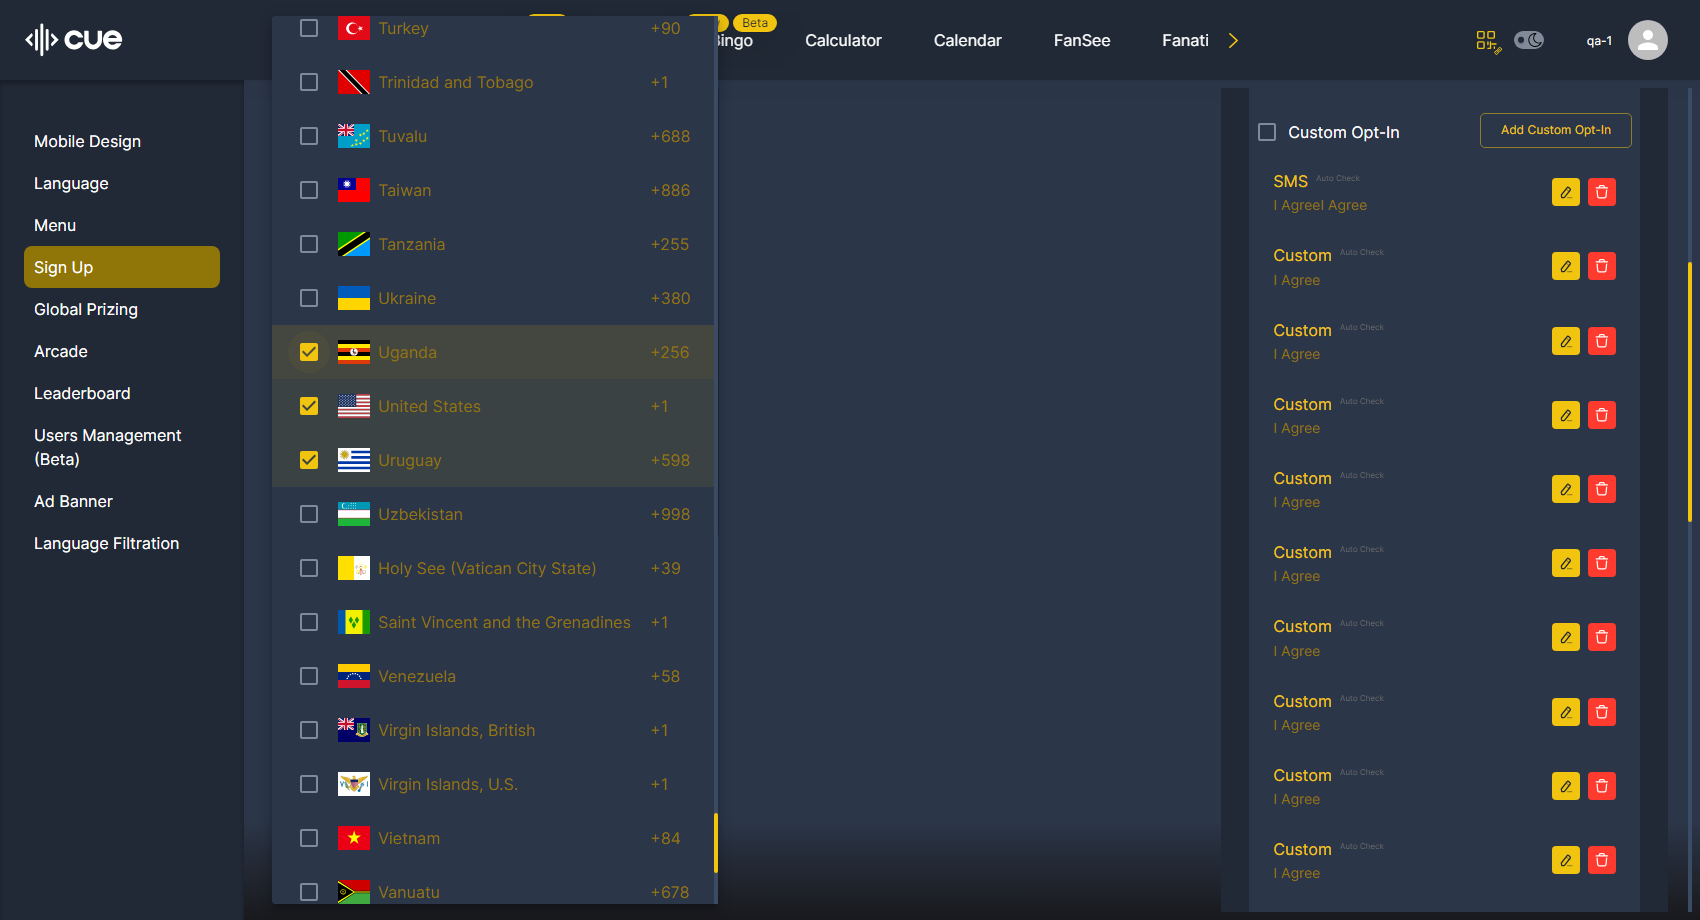 cue
Beta
Bingo
Calculator
Calendar
FanSee
Fanati
qa-1
Mobile Design
Language
Menu
Sign Up
Global Prizing
Arcade
Leaderboard
Users Management
(Beta)
Ad Banner
Language Filtration
Turkey +90
Trinidad and Tobago +1
Tuvalu +688
Taiwan +886
Tanzania +255
Ukraine +380
Uganda +256
United States +1
Uruguay +598
Uzbekistan +998
Holy See (Vatican City State) +39
Saint Vincent and the Grenadines +1
Venezuela +58
Virgin Islands, British +1
Virgin Islands, U.S. +1
Vietnam +84
Vanuatu +678
Custom Opt-In
Add Custom Opt-In
SMS Auto Check
I AgreeI Agree
Custom Auto Check
I Agree
Custom Auto Check
I Agree
Custom Auto Check
I Agree
Custom Auto Check
I Agree
Custom Auto Check
I Agree
Custom Auto Check
I Agree
Custom Auto Check
I Agree
Custom Auto Check
I Agree
Custom Auto Check
I Agree